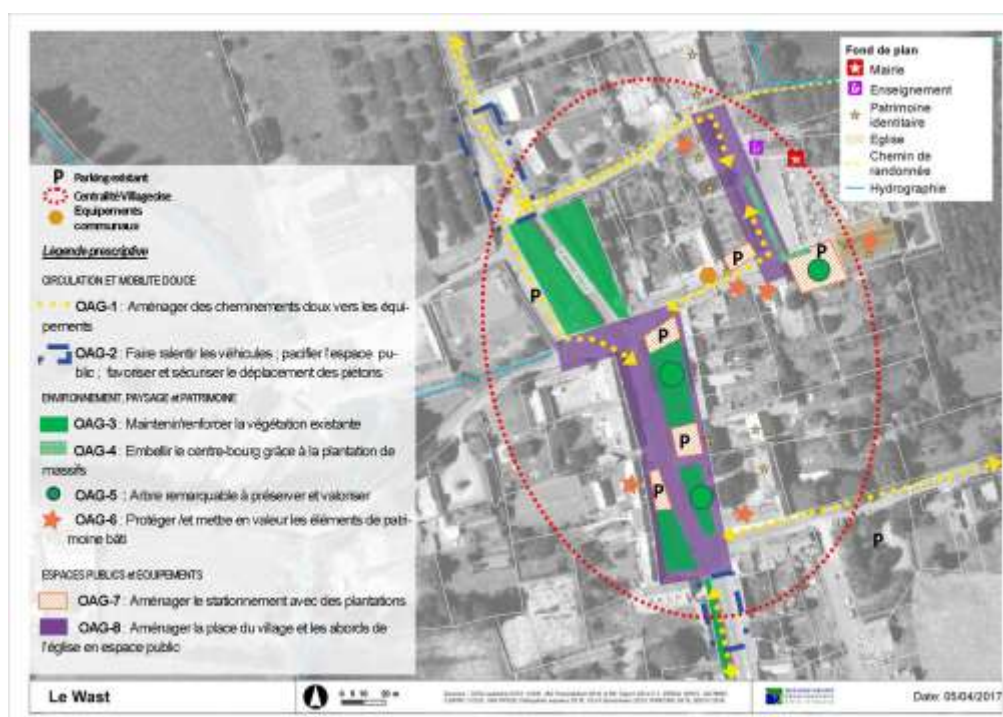 Fond de plan
Mairie
Enseignement
Patrimoine
identitaire
Eglise
Chemin de
randonnée
Hydrographie
P Parking existant
Centralité Villageoise
Equipements
communaux
Légende prescriptive
CIRCULATION ET MOBILITE DOUCE
OAG-1 : Aménager des cheminements doux vers les équi-
pements
OAG-2 : Faire ralentir les véhicules ; pacifier l'espace pu-
blic ; favoriser et sécuriser le déplacement des piétons
ENVIRONNEMENT, PAYSAGE et PATRIMOINE
OAG-3 : Maintenir/renforcer la végétation existante
OAG-4 : Embellir le centre-bourg grâce à la plantation de
massifs
OAG-5 : Arbre remarquable à préserver et valoriser
OAG-6 : Protéger /et mettre en valeur les éléments de patri-
moine bâti
ESPACES PUBLICS et EQUIPEMENTS
OAG-7 : Aménager le stationnement avec des plantations
OAG-8 : Aménager la place du village et les abords de
l'église en espace public
P
P
P
P
P
P
P
Le Wast
Date: 05/04/2017